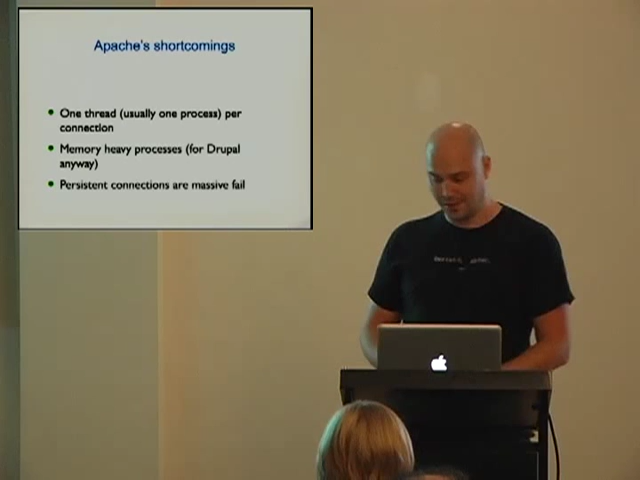 Apache's shortcomings
One thread (usually one process) per
connection
Memory heavy processes (for Drupal
anyway)
Persistent connections are massive fail